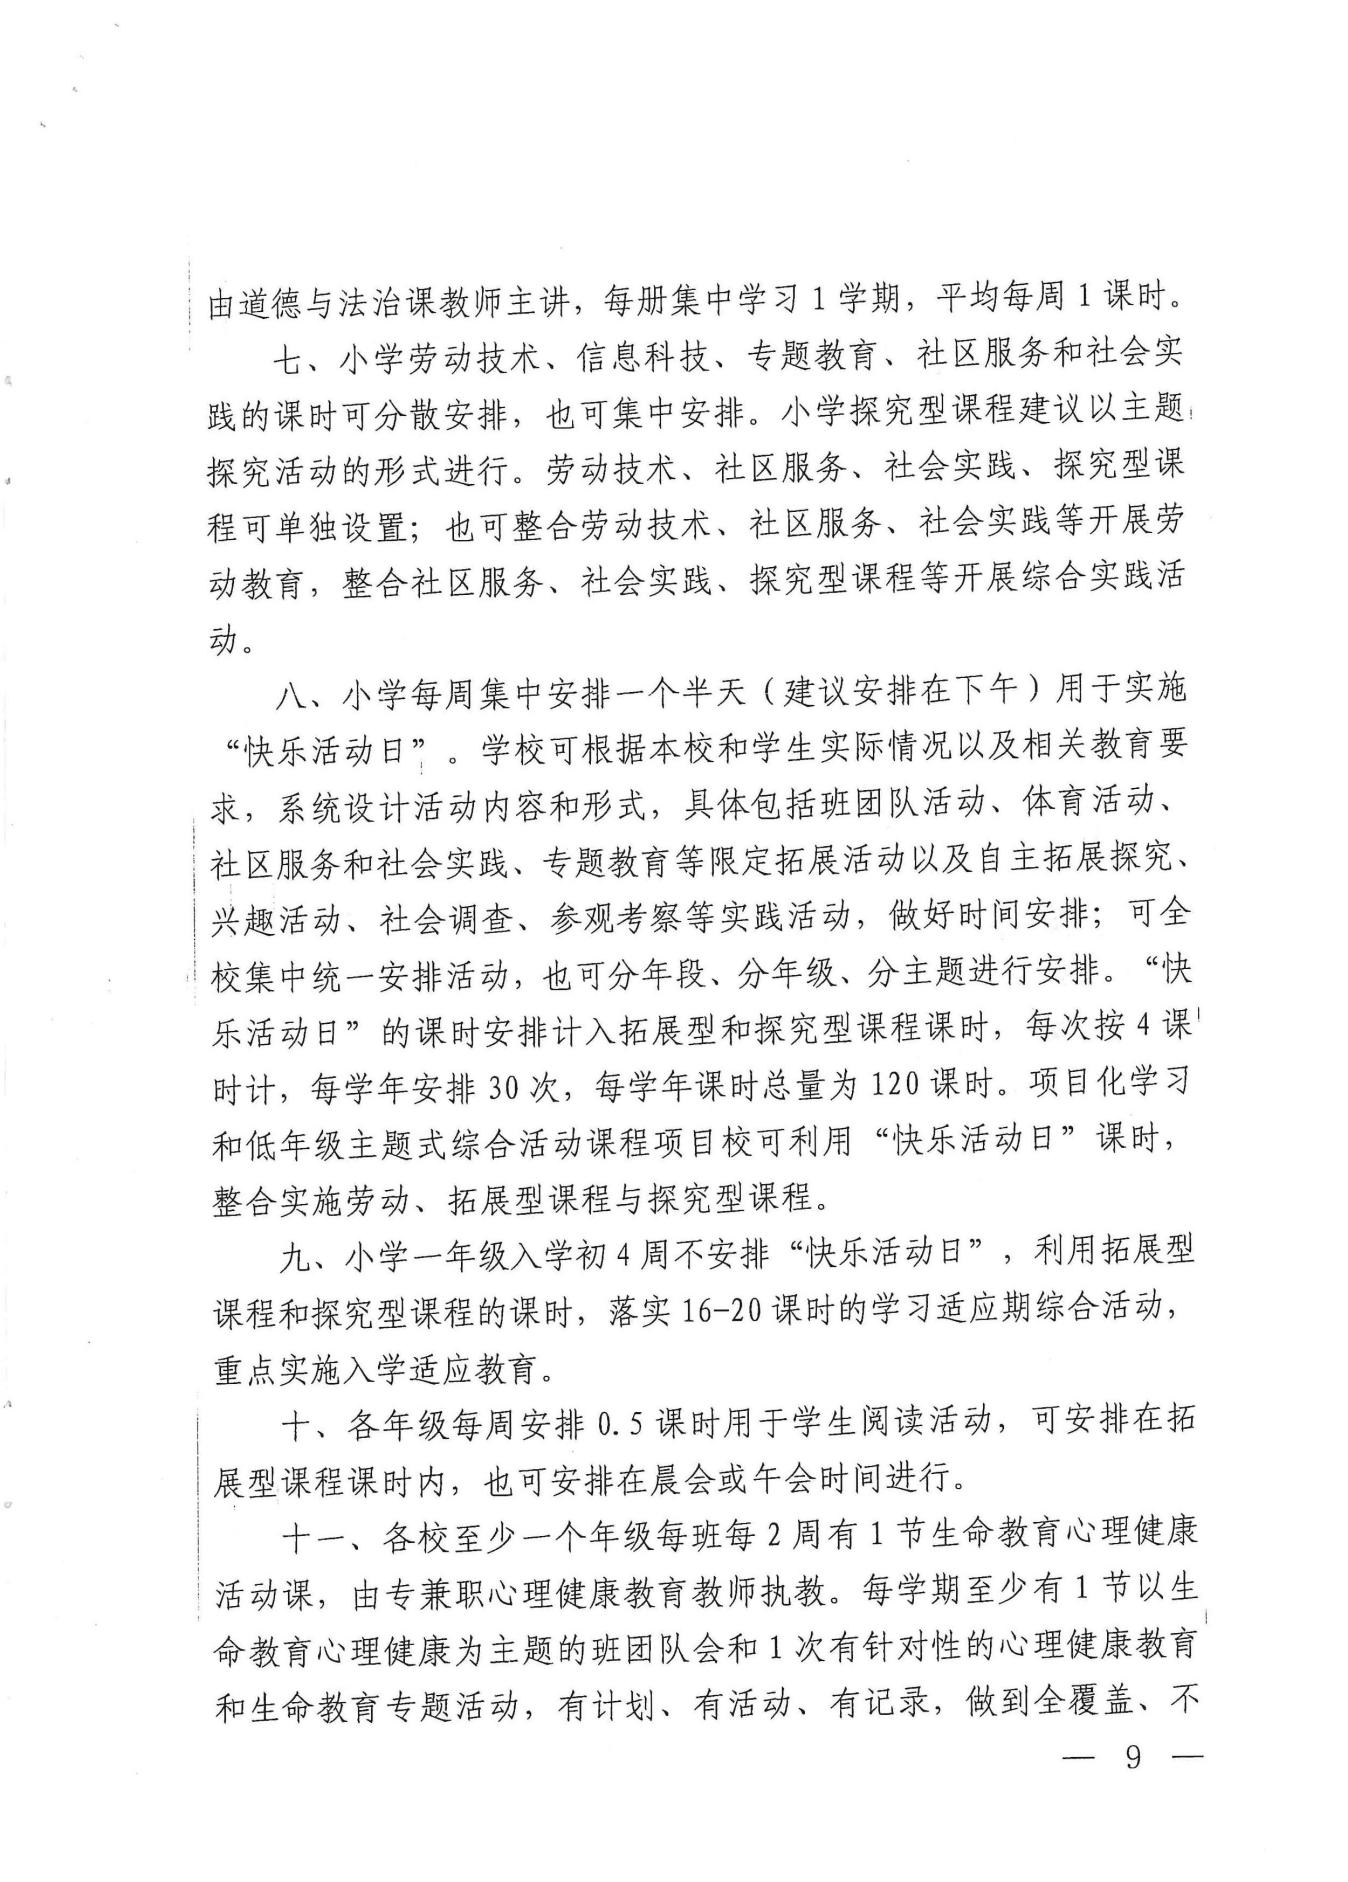 由道德与法治课教师主讲，每册集中学习1学期，平均每周1课时。
七、小学劳动技术、信息科技、专题教育、社区服务和社会实
践的课时可分散安排，也可集中安排。小学探究型课程建议以主题
探究活动的形式进行。劳动技术、社区服务、社会实践、探究型课
程可单独设置；也可整合劳动技术、社区服务、社会实践等开展劳
动教育，整合社区服务、社会实践、探究型课程等开展综合实践活
动。
八、小学每周集中安排一个半天（建议安排在下午）用于实施
“快乐活动日”。学校可根据本校和学生实际情况以及相关教育要
求，系统设计活动内容和形式，具体包括班团队活动、体育活动、
社区服务和社会实践、专题教育等限定拓展活动以及自主拓展探究、
兴趣活动、社会调查、参观考察等实践活动，做好时间安排；可全
校集中统一安排活动，也可分年段、分年级、分主题进行安排。“快
乐活动日”的课时安排计入拓展型和探究型课程课时，每次按4课
时计，每学年安排30次，每学年课时总量为120课时。项目化学习
和低年级主题式综合活动课程项目校可利用“快乐活动日”课时，
整合实施劳动、拓展型课程与探究型课程。
九、小学一年级入学初4周不安排“快乐活动日”，利用拓展型
课程和探究型课程的课时，落实16-20课时的学习适应期综合活动，
重点实施入学适应教育。
十、各年级每周安排0.5课时用于学生阅读活动，可安排在拓
展型课程课时内，也可安排在晨会或午会时间进行。
十一、各校至少一个年级每班每2周有1节生命教育心理健康
活动课，由专兼职心理健康教育教师执教。每学期至少有1节以生
命教育心理健康为主题的班团队会和1次有针对性的心理健康教育
和生命教育专题活动，有计划、有活动、有记录，做到全覆盖、不
— 9 —